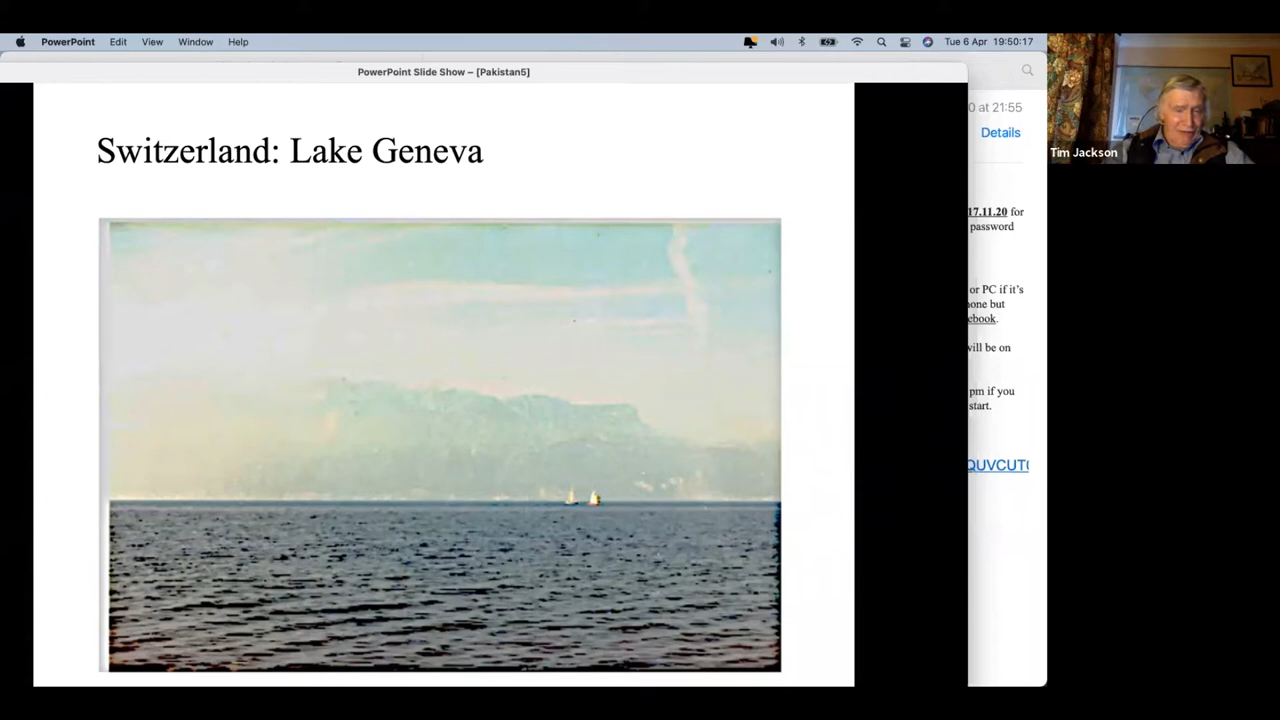 PowerPoint Edit View Window Help Tue 6 Apr 19:50:17
PowerPoint Slide Show – [Pakistan5]
0 at 21:55
Details
Tim Jackson
Switzerland: Lake Geneva
17.11.20 for
password
or PC if it's
but
will be on
pm if you
start.
QUVCUT